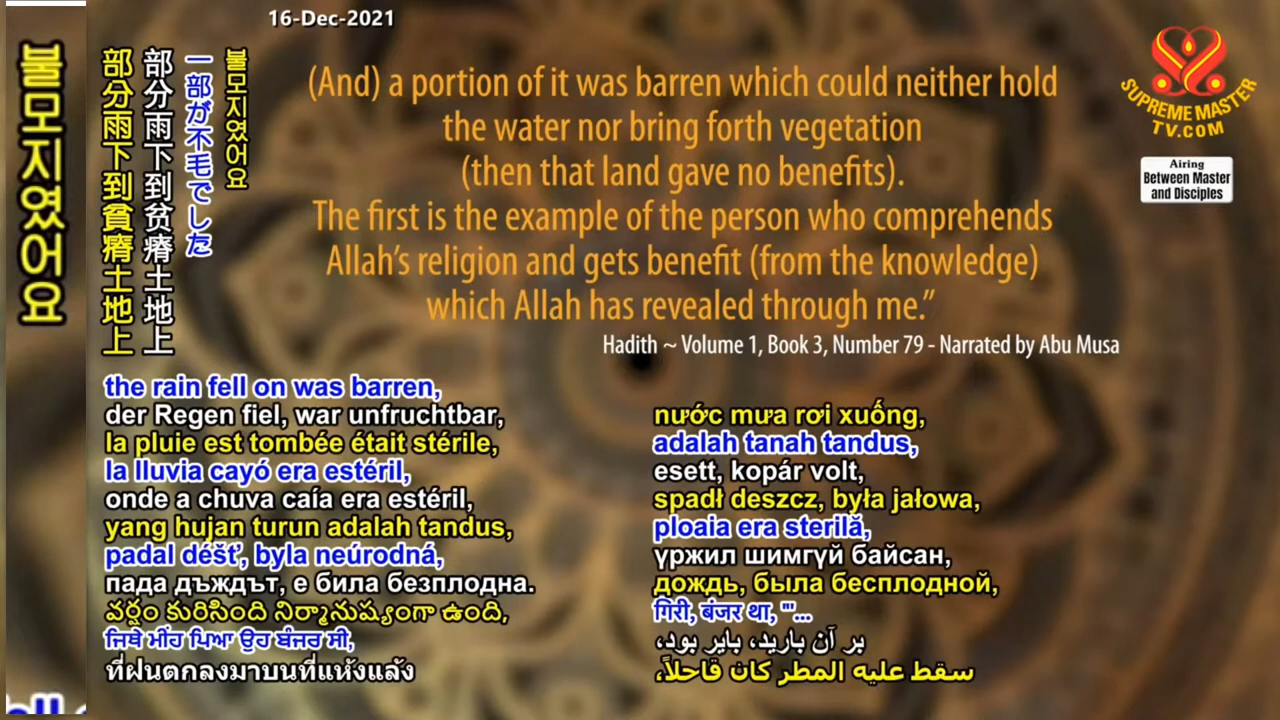 16-Dec-2021
불모지였어요
部分雨下到貧瘠土地上
部分雨下到贫瘠土地上
一部が不毛でした
불모지였어요
(And) a portion of it was barren which could neither hold
the water nor bring forth vegetation
(then that land gave no benefits).
The first is the example of the person who comprehends
Allah's religion and gets benefit (from the knowledge)
which Allah has revealed through me.”
Hadith ~ Volume 1, Book 3, Number 79 - Narrated by Abu Musa
SUPREME MASTER
TV.COM
Airing
Between Master
and Disciples
the rain fell on was barren,
der Regen fiel, war unfruchtbar,
la pluie est tombée était stérile,
la lluvia cayó era estéril,
onde a chuva caía era estéril,
yang hujan turun adalah tandus,
padal déšť, byla neúrodná,
пада дъждът, е била безплодна.
వర్షం కురిసింది నిర్మానుష్యంగా ఉంది,
ਜਿਥੇ ਮੀਂਹ ਪਿਆ ਉਹ ਬੰਜਰ ਸੀ,
ที่ฝนตกลงมาบนที่แห้งแล้ง
nước mưa rơi xuống,
adalah tanah tandus,
esett, kopár volt,
spadł deszcz, była jałowa,
ploaia era sterilă,
үржил шимгүй байсан,
дождь, была бесплодной,
गिरी, बंजर था, "'...
بر آن بارید، بایر بود،
سقط عليه المطر كان قاحلاً،